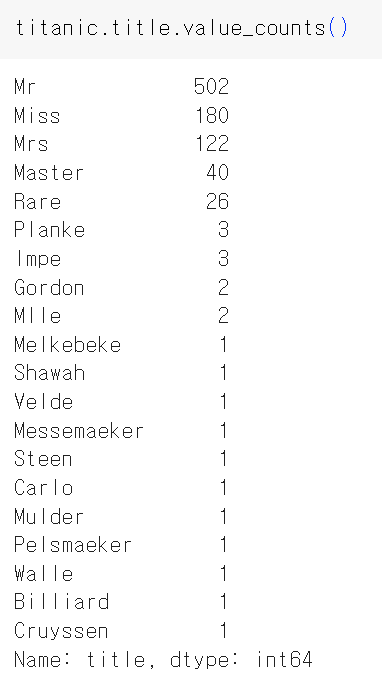 titanic.title.value_counts()
Mr 502
Miss 180
Mrs 122
Master 40
Rare 26
Planke 3
Impe 3
Gordon 2
Mlle 2
Melkebeke 1
Shawah 1
Velde 1
Messemaeker 1
Steen 1
Carlo 1
Mulder 1
Pelsmaeker 1
Walle 1
Billiard 1
Cruyssen 1
Name: title, dtype: int64